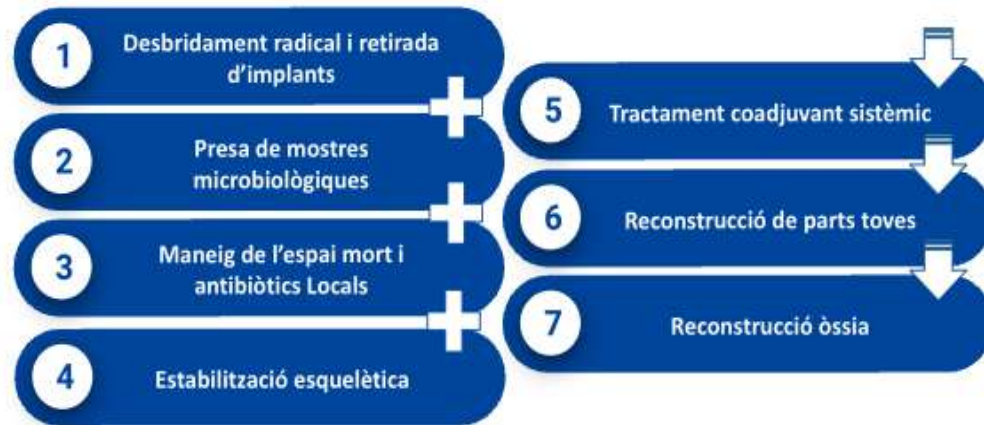 1
Desbridament radical i retirada
d’implants
2
Presa de mostres
microbiològiques
3
Maneig de l’espai mort i
antibiòtics Locals
4
Estabilització esquelètica
5
Tractament coadjuvant sistèmic
6
Reconstrucció de parts toves
7
Reconstrucció òssia